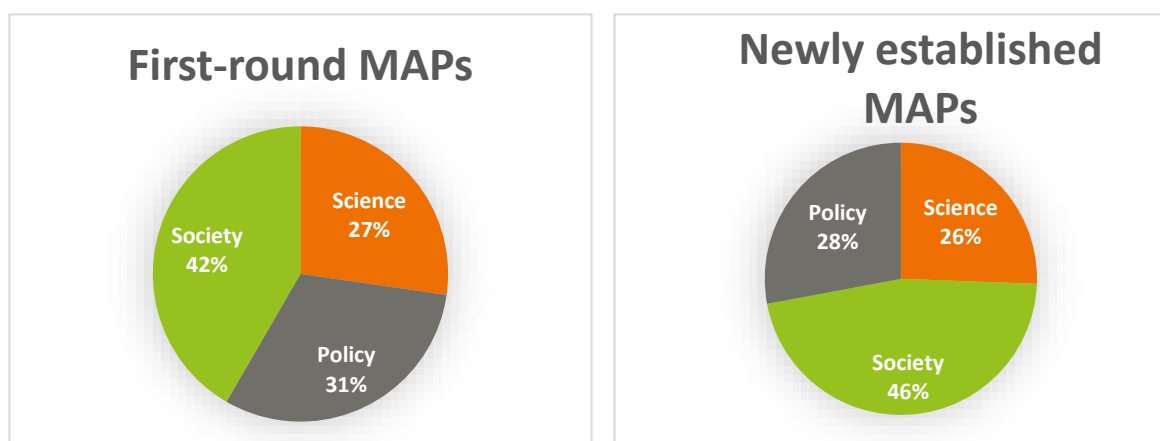 First-round MAPs
Science
27%
Society
42%
Policy
31%
Newly established
MAPs
Policy
28%
Science
26%
Society
46%